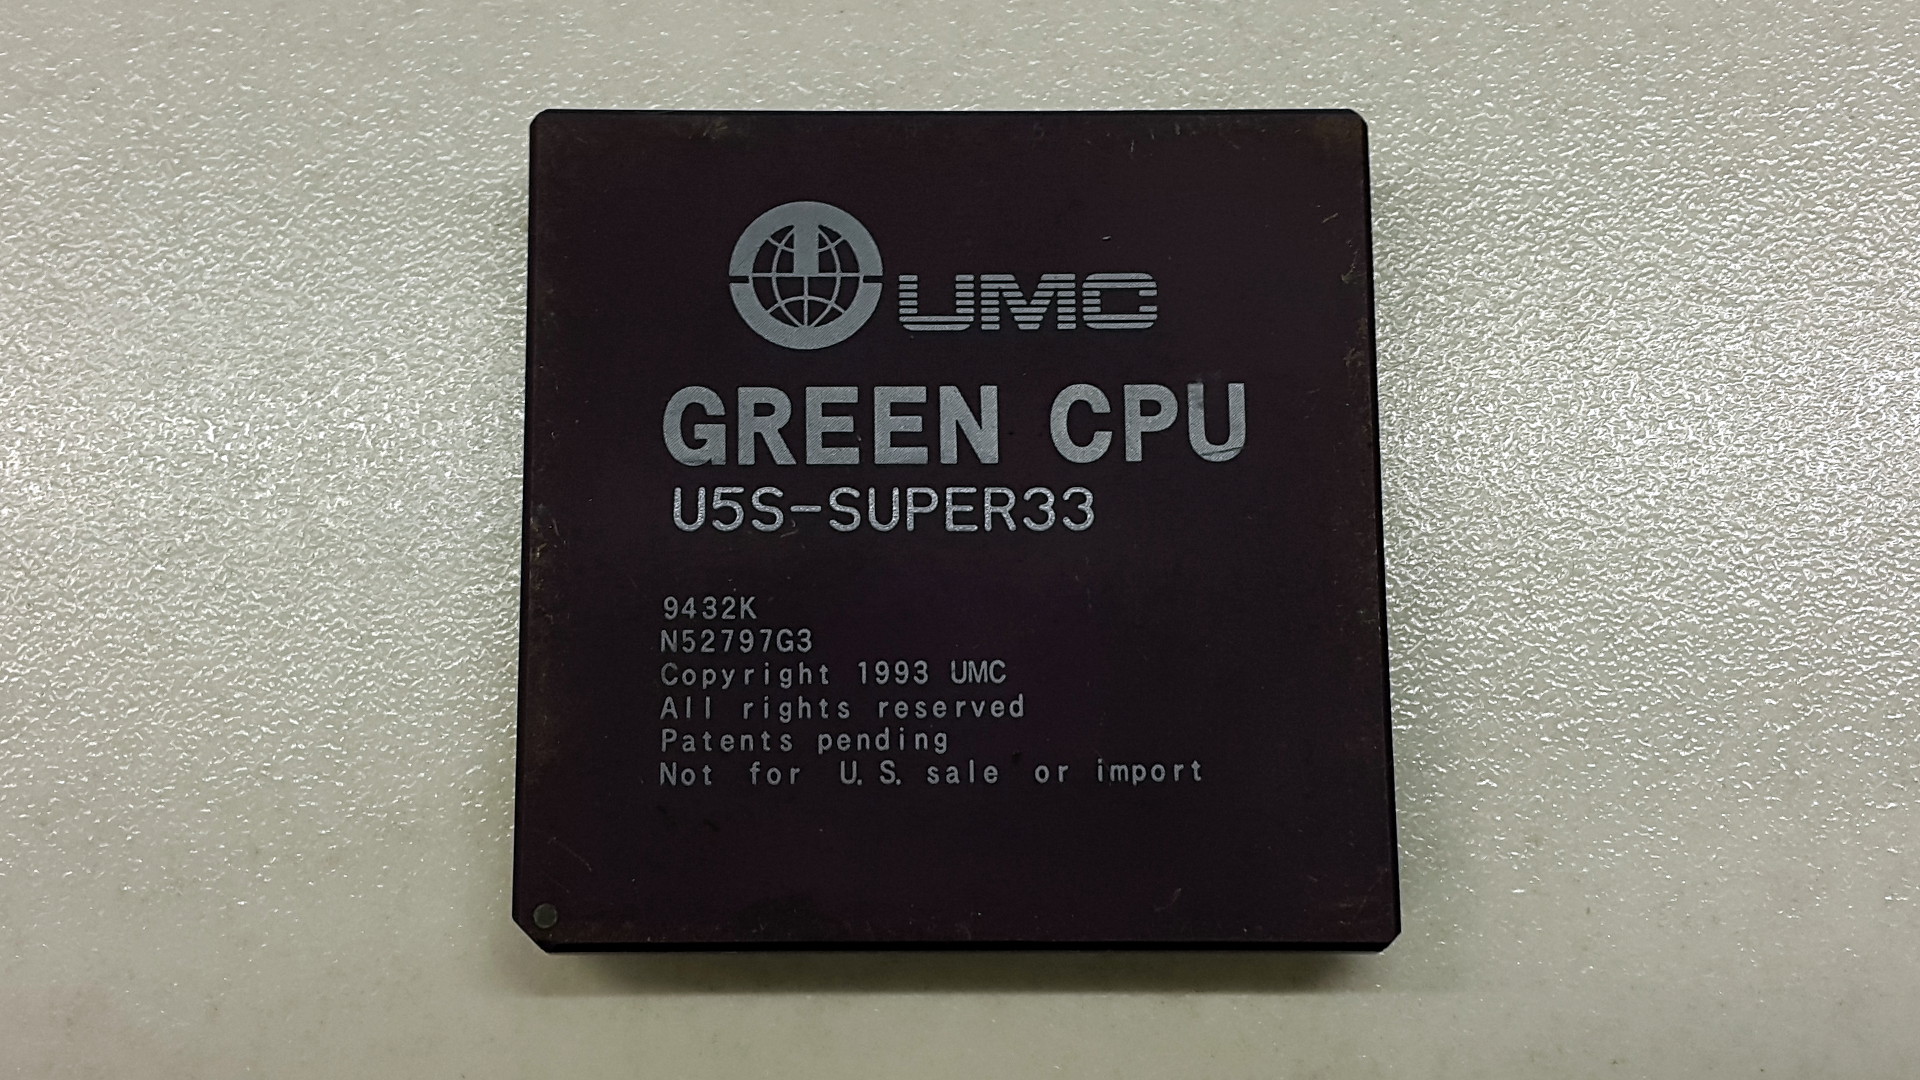 UMC
GREEN CPU
U5S-SUPER33
9432K
N52797G3
Copyright 1993 UMC
All rights reserved
Patents pending
Not for U.S. sale or import